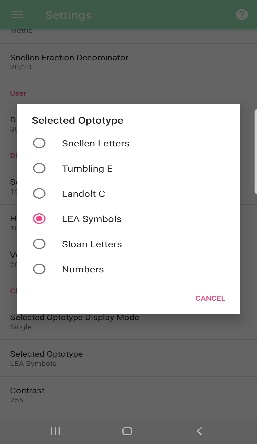 Settings
Metric
Snellen Fraction Denominator
20/20
User
Selected Optotype
Snellen Letters
Tumbling E
Landolt C
LEA Symbols
Sloan Letters
Numbers
CANCEL
Selected Optotype Display Mode
Single
Selected Optotype
LEA Symbols
Contrast